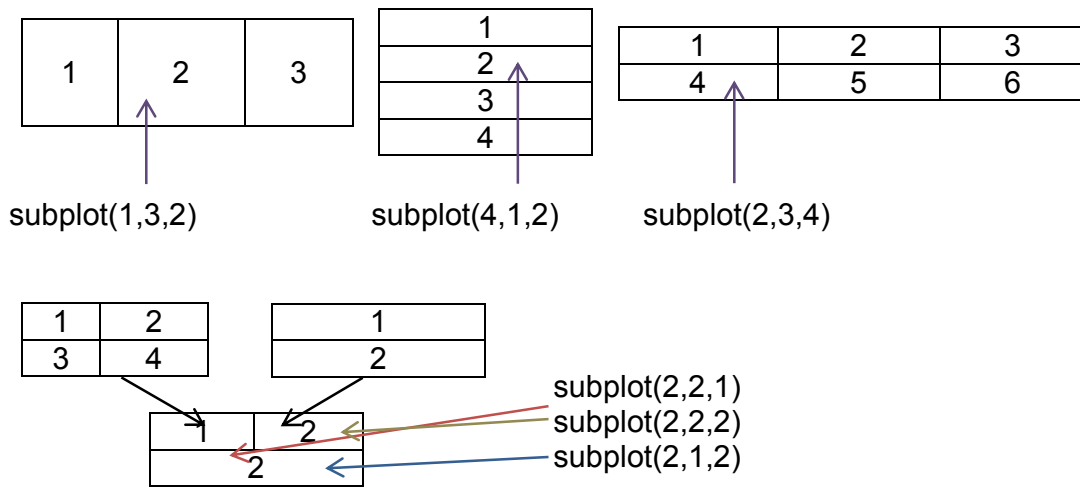 1 2 3
1
2
3
4
1 2 3
4 5 6
subplot(1,3,2)
subplot(4,1,2)
subplot(2,3,4)
1 2
3 4
1
2
1 2
2
subplot(2,2,1)
subplot(2,2,2)
subplot(2,1,2)